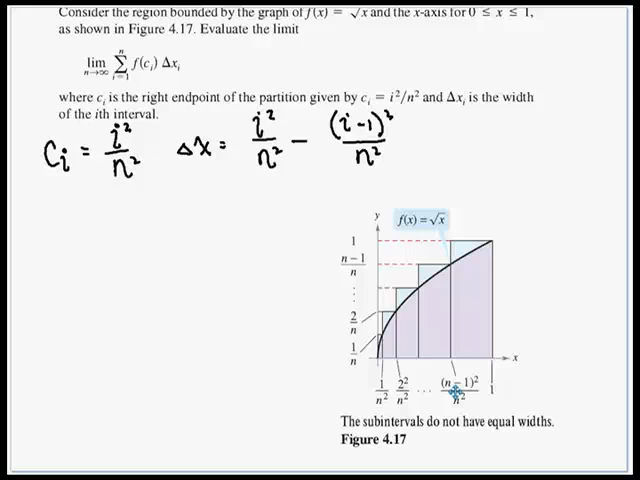 Consider the region bounded by the graph of f(x) = √x and the x-axis for 0 ≤ x ≤ 1,
as shown in Figure 4.17. Evaluate the limit
lim n→∞ ∑ i=1 n f(cᵢ) Δxᵢ
where cᵢ is the right endpoint of the partition given by cᵢ = i²/n² and Δxᵢ is the width
of the ith interval.
Cᵢ = i²/n² Δx = i²/n² − (i−1)²/n²
y
f(x) = √x
1
n − 1/n
⋮
2/n
1/n
x
1/n² 2²/n² … (n − 1)²/n² 1
The subintervals do not have equal widths.
Figure 4.17